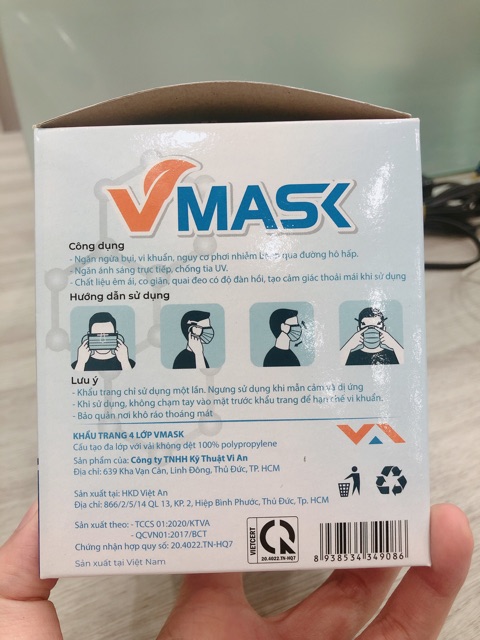 VMASK
Công dụng
- Ngăn ngừa bụi, vi khuẩn, nguy cơ phơi nhiễm qua đường hô hấp.
- Ngăn ánh sáng trực tiếp, chống tia UV.
- Chất liệu êm ái, co giãn, quai đeo có độ đàn hồi, tạo cảm giác thoải mái khi sử dụng
Hướng dẫn sử dụng
Lưu ý
- Khẩu trang chỉ sử dụng một lần. Ngưng sử dụng khi mẫn cảm và dị ứng
- Khi sử dụng, không chạm tay vào mặt trước khẩu trang để hạn chế vi khuẩn.
- Bảo quản nơi khô ráo thoáng mát
KHẨU TRANG 4 LỚP VMASK
Cấu tạo đa lớp với vải không dệt 100% polypropylene
Sản phẩm của: Công ty TNHH Kỹ Thuật Vi An
Địa chỉ: 639 Kha Vạn Cân, Linh Đông, Thủ Đức, TP. HCM
Sản xuất tại: HKD Việt An
Địa chỉ: 866/2/5/14 QL 13, KP. 2, Hiệp Bình Phước, Thủ Đức, Tp. HCM
Sản xuất theo: - TCCS 01:2020/KTVA
- QCVN01:2017/BCT
Chứng nhận hợp quy số: 20.4022.TN-HQ7
Sản xuất tại Việt Nam
VIETCERT
20.4022.TN-HQ7
8 938534 349086